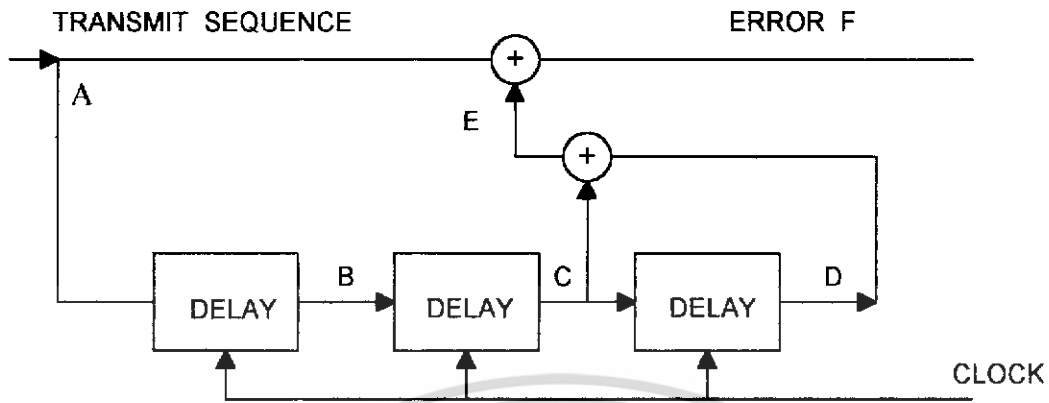 TRANSMIT SEQUENCE
ERROR F
+
A
E
+
B
C
D
DELAY
DELAY
DELAY
CLOCK